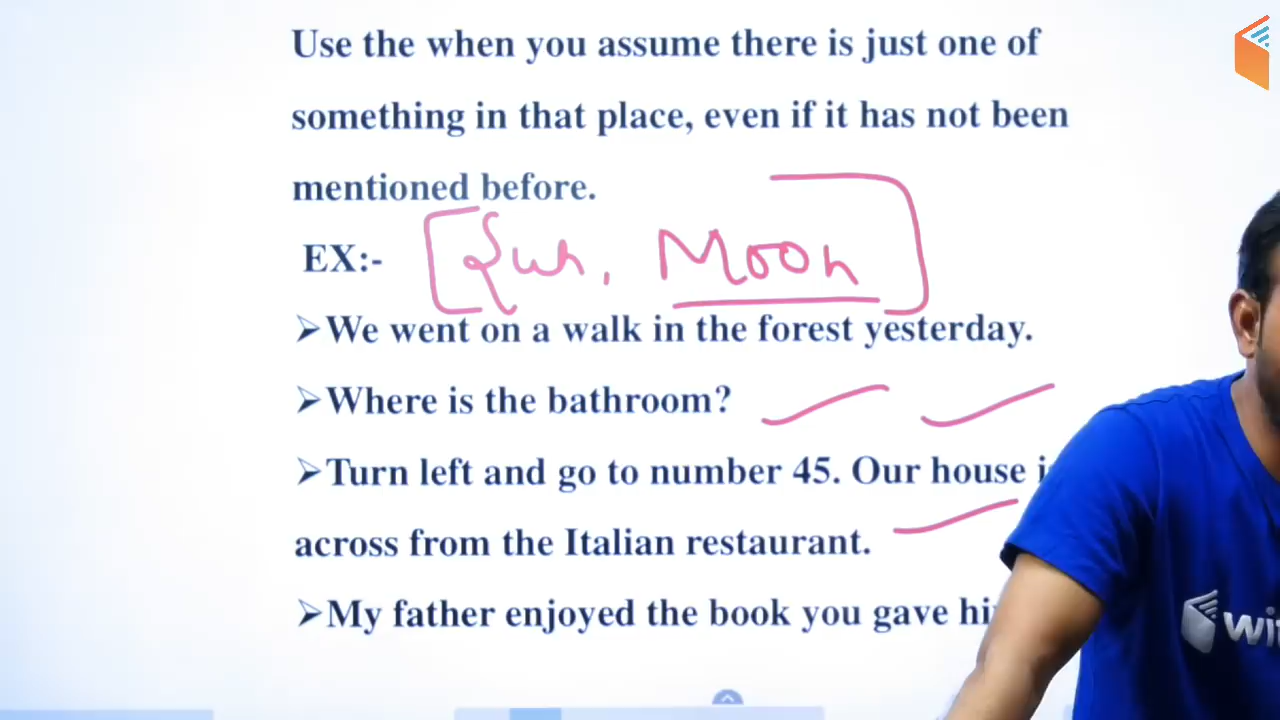 Use the when you assume there is just one of
something in that place, even if it has not been
mentioned before.
EX:- [Sun, Moon]
➢We went on a walk in the forest yesterday.
➢Where is the bathroom?
➢Turn left and go to number 45. Our house
across from the Italian restaurant.
➢My father enjoyed the book you gave